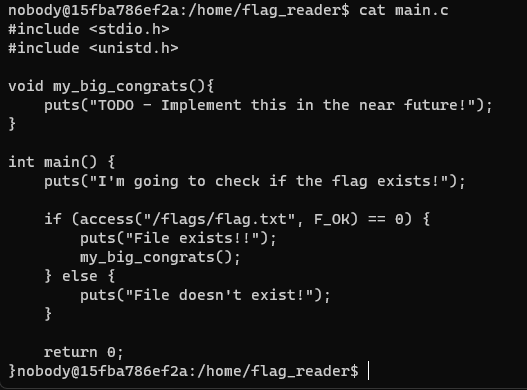 nobody@15fba786ef2a:/home/flag_reader$ cat main.c
#include <stdio.h>
#include <unistd.h>

void my_big_congrats(){
    puts("TODO - Implement this in the near future!");
}

int main() {
    puts("I'm going to check if the flag exists!");

    if (access("/flags/flag.txt", F_OK) == 0) {
        puts("File exists!!");
        my_big_congrats();
    } else {
        puts("File doesn't exist!");
    }

    return 0;
}nobody@15fba786ef2a:/home/flag_reader$